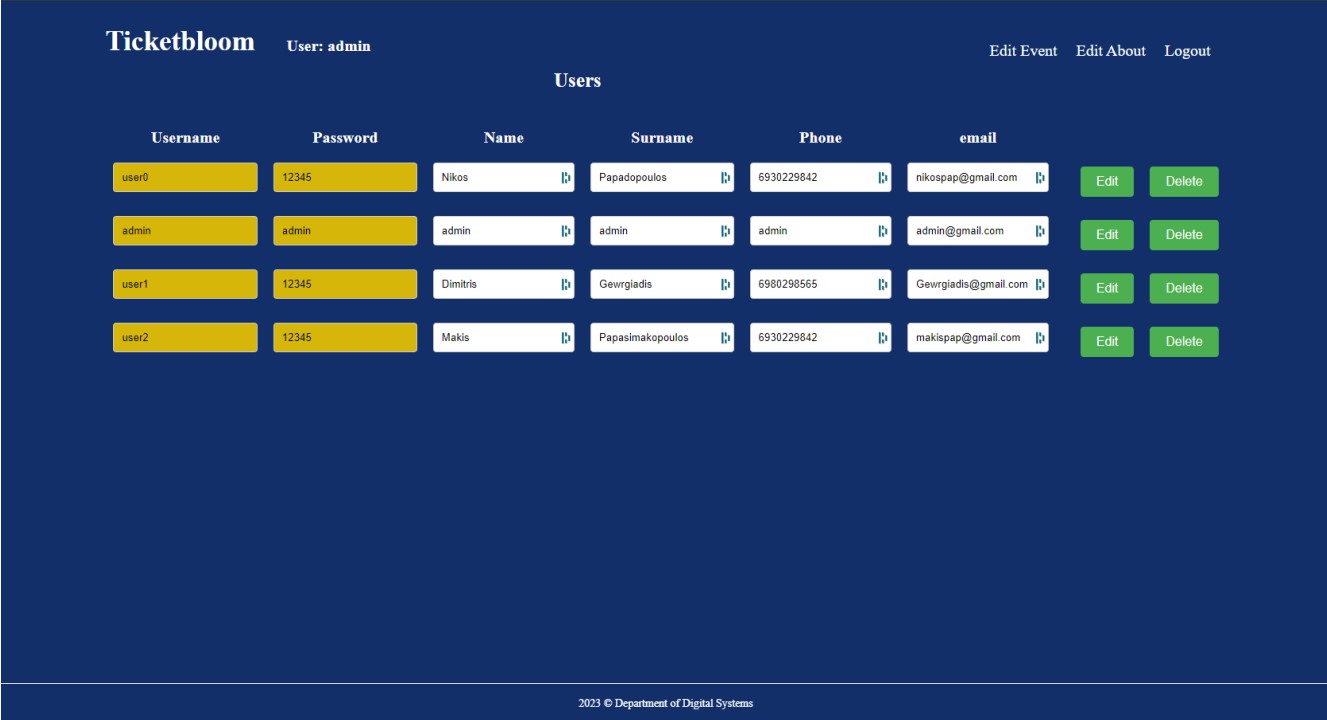 Ticketbloom User: admin Edit Event Edit About Logout
Users
Username Password Name Surname Phone email
user0 12345 Nikos Papadopoulos 6930229842 nikospap@gmail.com Edit Delete
admin admin admin admin admin admin@gmail.com Edit Delete
user1 12345 Dimitris Gewrgiadis 6980298565 Gewrgiadis@gmail.com Edit Delete
user2 12345 Makis Papasimakopoulos 6930229842 makispap@gmail.com Edit Delete
2023 © Department of Digital Systems